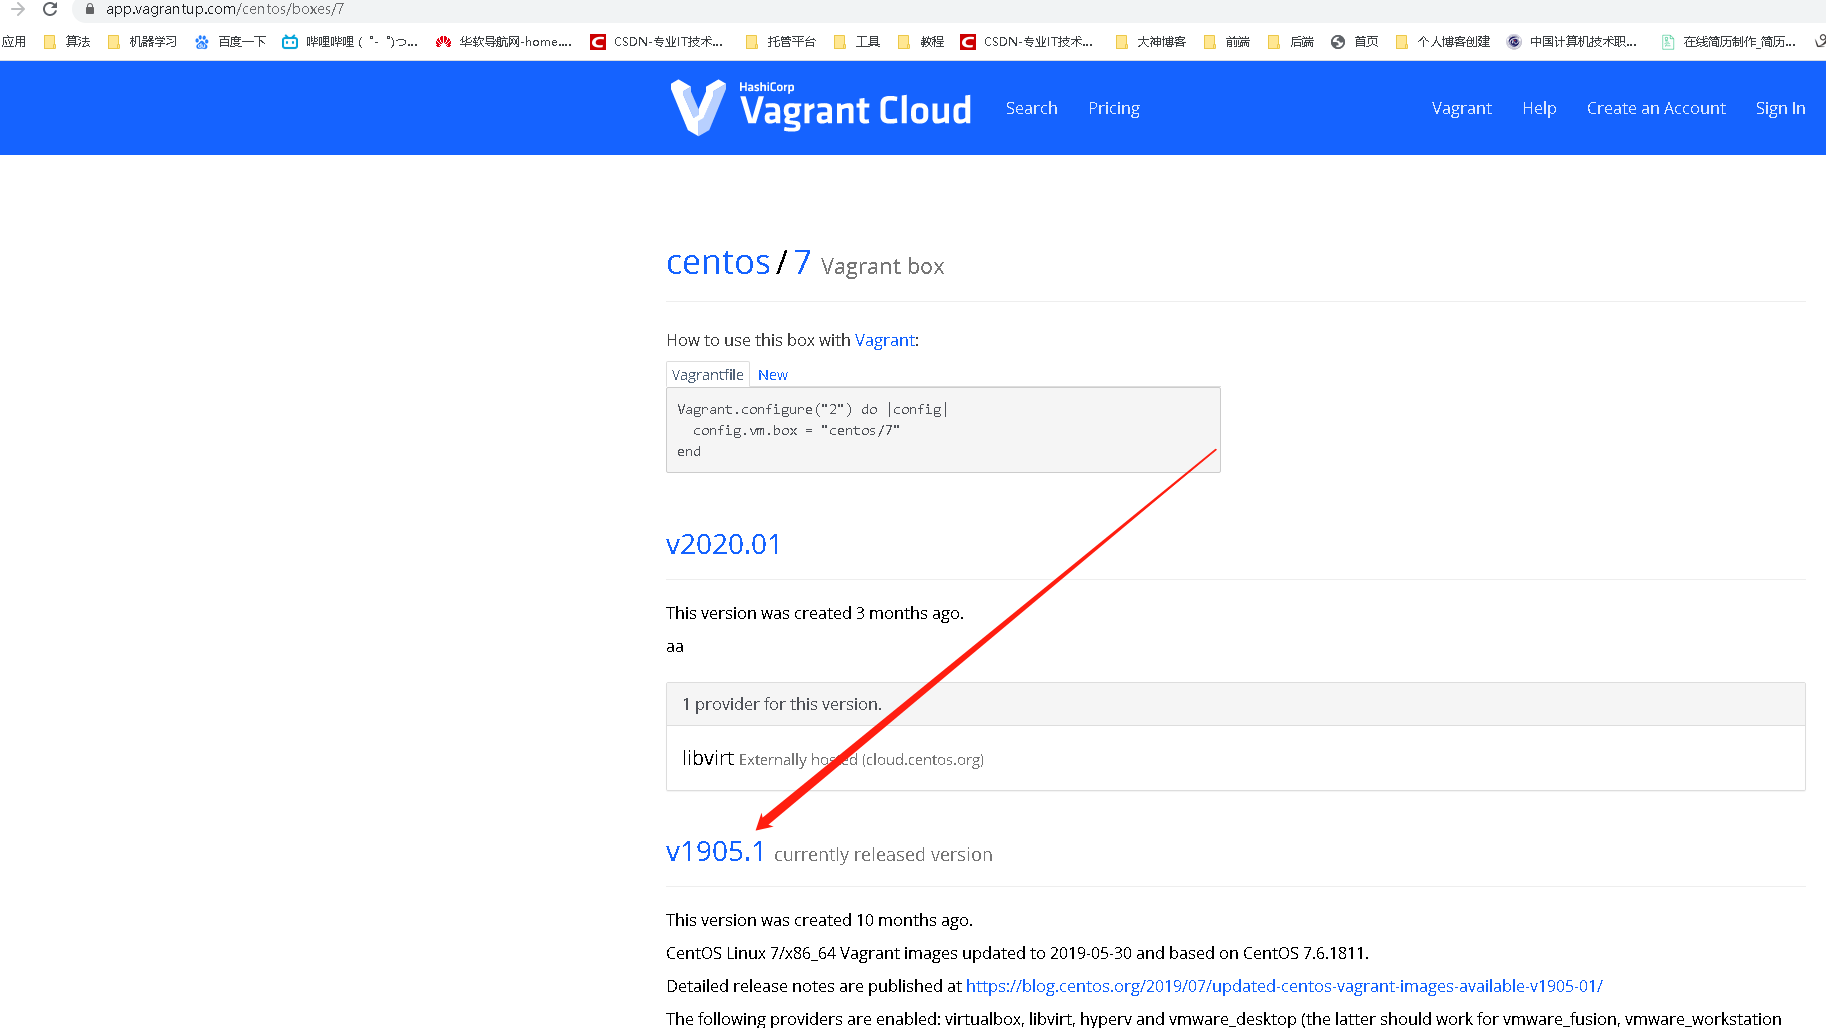 app.vagrantup.com/centos/boxes/7
应用 算法 机器学习 百度一下 哔哩哔哩 (゜-゜)つ... 华软导航网-home.... CSDN-专业IT技术... 托管平台 工具 教程 CSDN-专业IT技术... 大神博客 前端 后端 首页 个人博客创建 中国计算机技术职... 在线简历制作_简历...
HashiCorp
Vagrant Cloud Search Pricing Vagrant Help Create an Account Sign In
centos / 7 Vagrant box
How to use this box with Vagrant:
Vagrantfile New
Vagrant.configure("2") do |config|
config.vm.box = "centos/7"
end
v2020.01
This version was created 3 months ago.
aa
1 provider for this version.
libvirt Externally hosted (cloud.centos.org)
v1905.1 currently released version
This version was created 10 months ago.
CentOS Linux 7/x86_64 Vagrant images updated to 2019-05-30 and based on CentOS 7.6.1811.
Detailed release notes are published at https://blog.centos.org/2019/07/updated-centos-vagrant-images-available-v1905-01/
The following providers are enabled: virtualbox, libvirt, hyperv and vmware_desktop (the latter should work for vmware_fusion, vmware_workstation